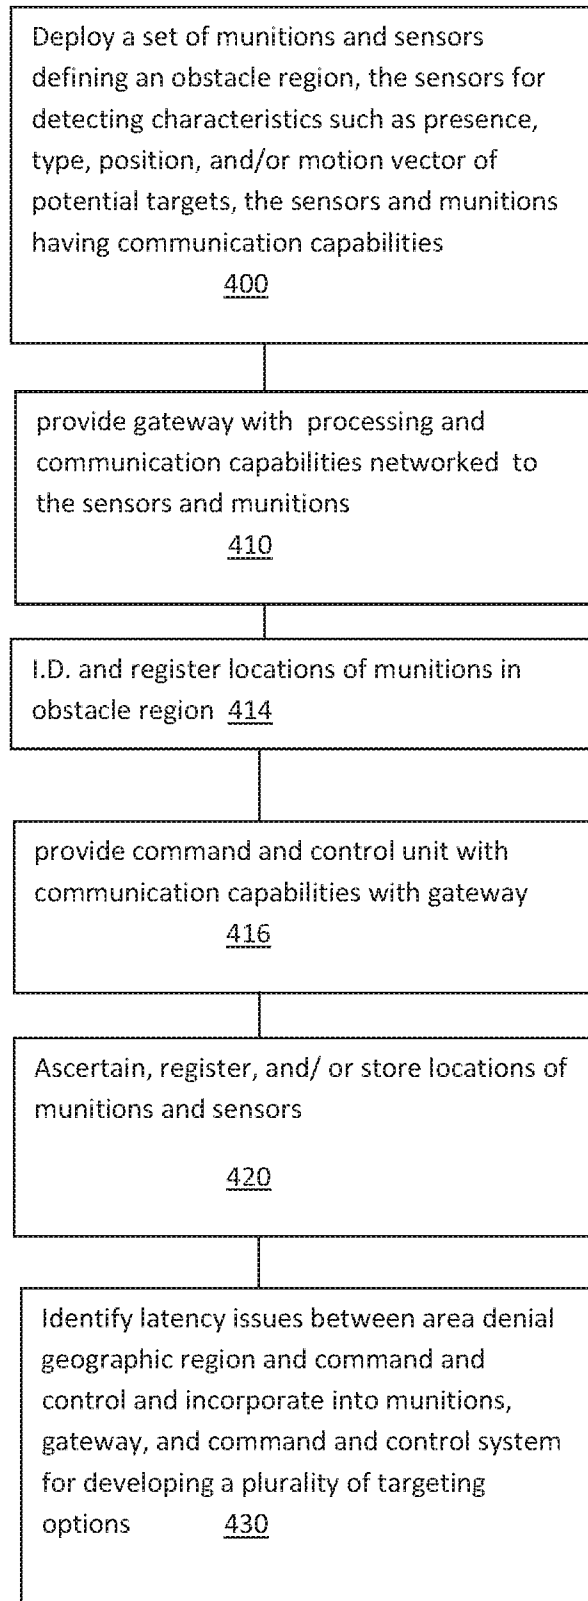 Deploy a set of munitions and sensors
defining an obstacle region, the sensors for
detecting characteristics such as presence,
type, position, and/or motion vector of
potential targets, the sensors and munitions
having communication capabilities
400
provide gateway with processing and
communication capabilities networked to
the sensors and munitions
410
I.D. and register locations of munitions in
obstacle region 414
provide command and control unit with
communication capabilities with gateway
416
Ascertain, register, and/ or store locations of
munitions and sensors
420
Identify latency issues between area denial
geographic region and command and
control and incorporate into munitions,
gateway, and command and control system
for developing a plurality of targeting
options 430